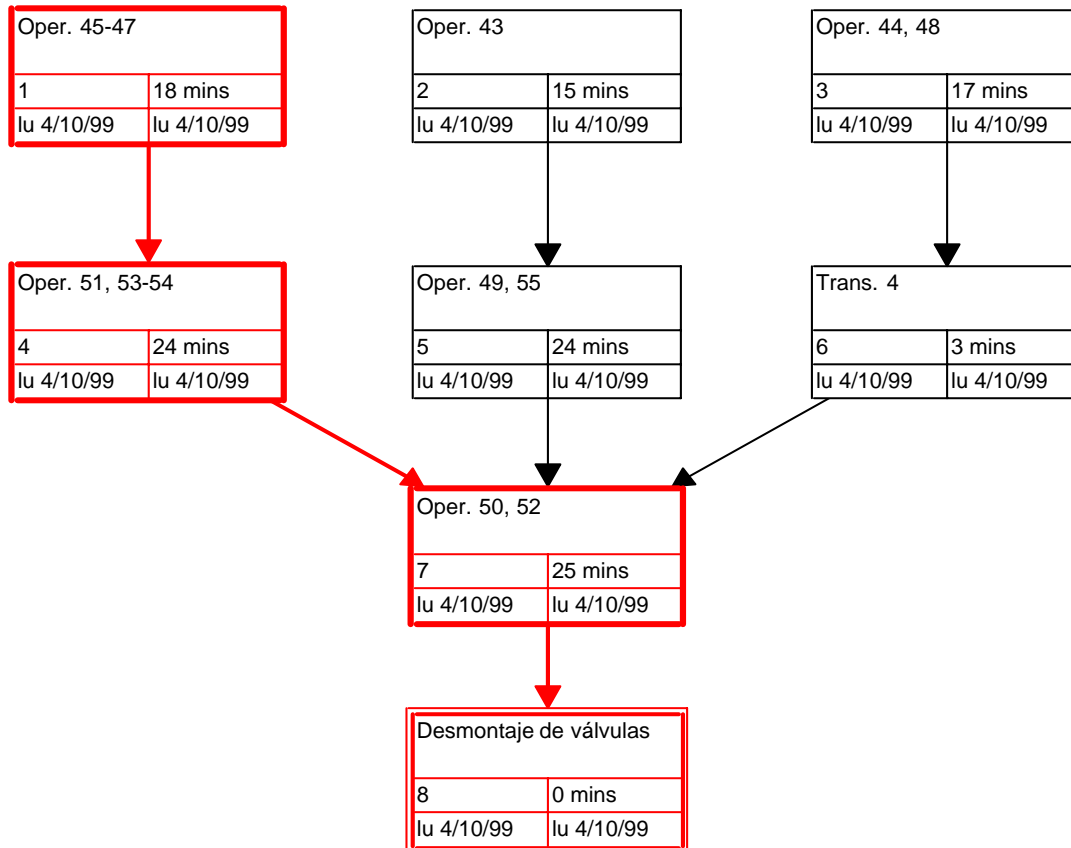 Oper. 45-47
1 18 mins
lu 4/10/99 lu 4/10/99
Oper. 43
2 15 mins
lu 4/10/99 lu 4/10/99
Oper. 44, 48
3 17 mins
lu 4/10/99 lu 4/10/99
Oper. 51, 53-54
4 24 mins
lu 4/10/99 lu 4/10/99
Oper. 49, 55
5 24 mins
lu 4/10/99 lu 4/10/99
Trans. 4
6 3 mins
lu 4/10/99 lu 4/10/99
Oper. 50, 52
7 25 mins
lu 4/10/99 lu 4/10/99
Desmontaje de válvulas
8 0 mins
lu 4/10/99 lu 4/10/99